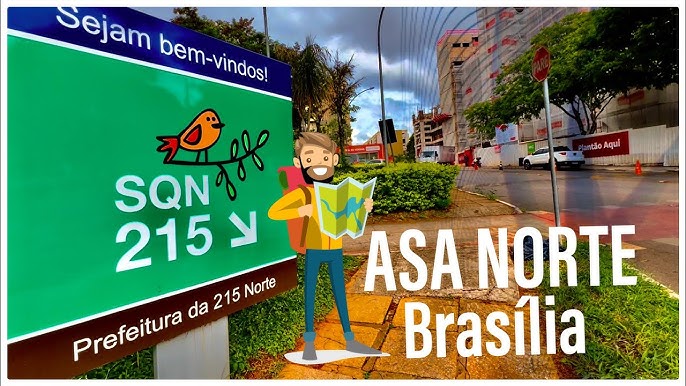 Sejam bem-vindos!
SQN
215
Prefeitura da 215 Norte
ASA NORTE
Brasília
PARE
Plantão Aqui